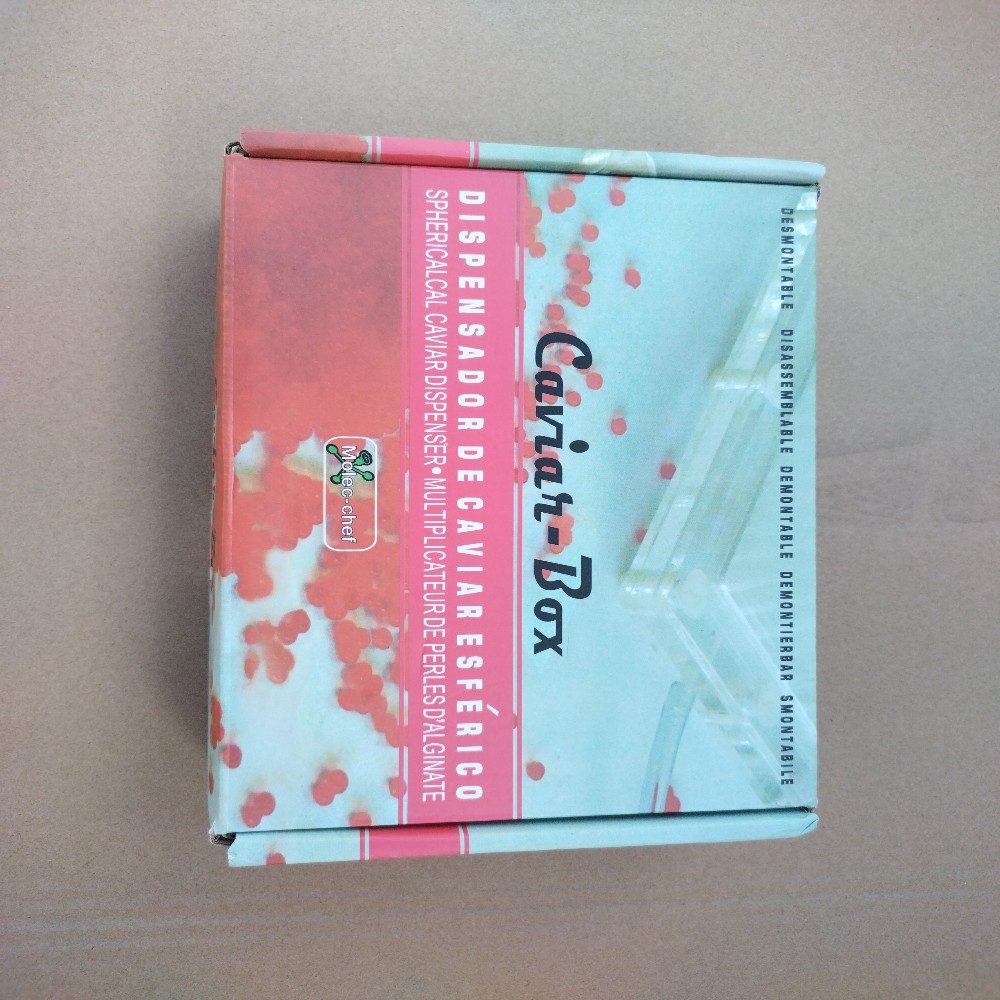 DESMONTABLE DISASSEMBLABLE DEMONTABLE DEMONTIERBAR SMONTABILE
Caviar-Box
DISPENSADOR DE CAVIAR ESFÉRICO
SPHERICALCAL CAVIAR DISPENSER•MULTIPLICATEUR DE PERLES D'ALGINATE
Molec-chef